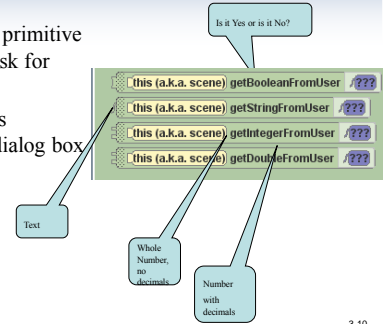 Is it Yes or is it No?
primitive
sk for
s
dialog box
this (a.k.a. scene) getBooleanFromUser ???
this (a.k.a. scene) getStringFromUser ???
this (a.k.a. scene) getIntegerFromUser ???
this (a.k.a. scene) getDoubleFromUser ???
Text
Whole
Number,
no
decimals
Number
with
decimals
3-10